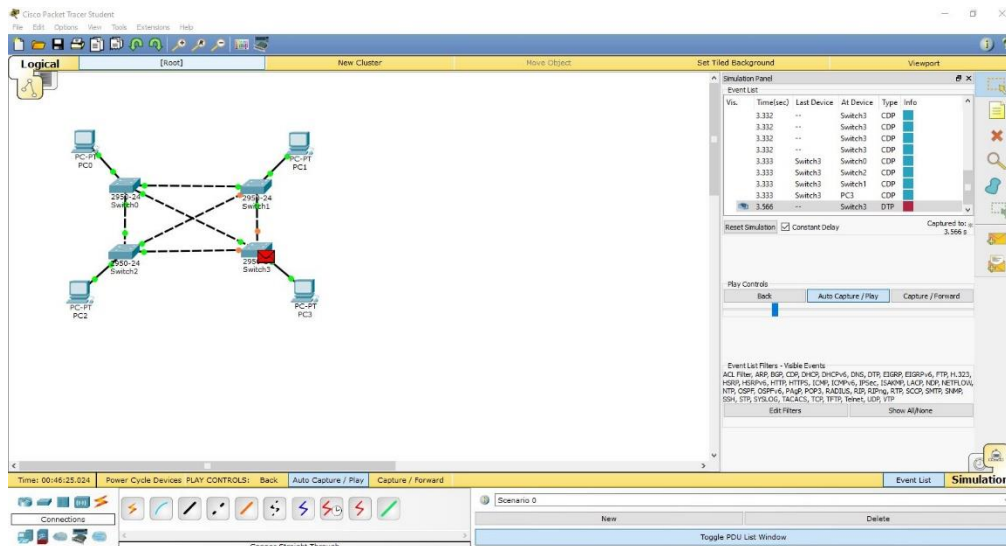 Cisco Packet Tracer Student
File Edit Options View Tools Extensions Help
Logical [Root] New Cluster Move Object Set Tiled Background Viewport
Simulation Panel
Event List
Vis. Time(sec) Last Device At Device Type Info
3.332 -- Switch3 CDP
3.332 -- Switch3 CDP
3.332 -- Switch3 CDP
3.332 -- Switch3 CDP
3.333 Switch3 Switch0 CDP
3.333 Switch3 Switch2 CDP
3.333 Switch3 Switch1 CDP
3.333 Switch3 PC3 CDP
3.566 -- Switch3 DTP
Reset Simulation Constant Delay Captured to:
3.566 s
Play Controls
Back Auto Capture / Play Capture / Forward
Event List Filters - Visible Events
ACL Filter, ARP, BGP, CDP, DHCP, DHCPv6, DNS, DTP, EIGRP, EIGRPv6, FTP, H.323,
HSRP, HSRPv6, HTTP, HTTPS, ICMP, ICMPv6, IPSec, ISAKMP, LACP, NDP, NETFLOW,
NTP, OSPF, OSPFv6, PAgP, POP3, RADIUS, RIP, RIPng, RTP, SCCP, SMTP, SNMP,
SSH, STP, SYSLOG, TACACS, TCP, TFTP, Telnet, UDP, VTP
Edit Filters Show All/None
PC-PT
PC0
PC-PT
PC1
2950-24
Switch0
2950-24
Switch1
2950-24
Switch2
Switch3
PC-PT
PC2
PC-PT
PC3
Time: 00:46:25.024 Power Cycle Devices PLAY CONTROLS: Back Auto Capture / Play Capture / Forward Event List Simulation
Connections
Scenario 0
New Delete
Toggle PDU List Window